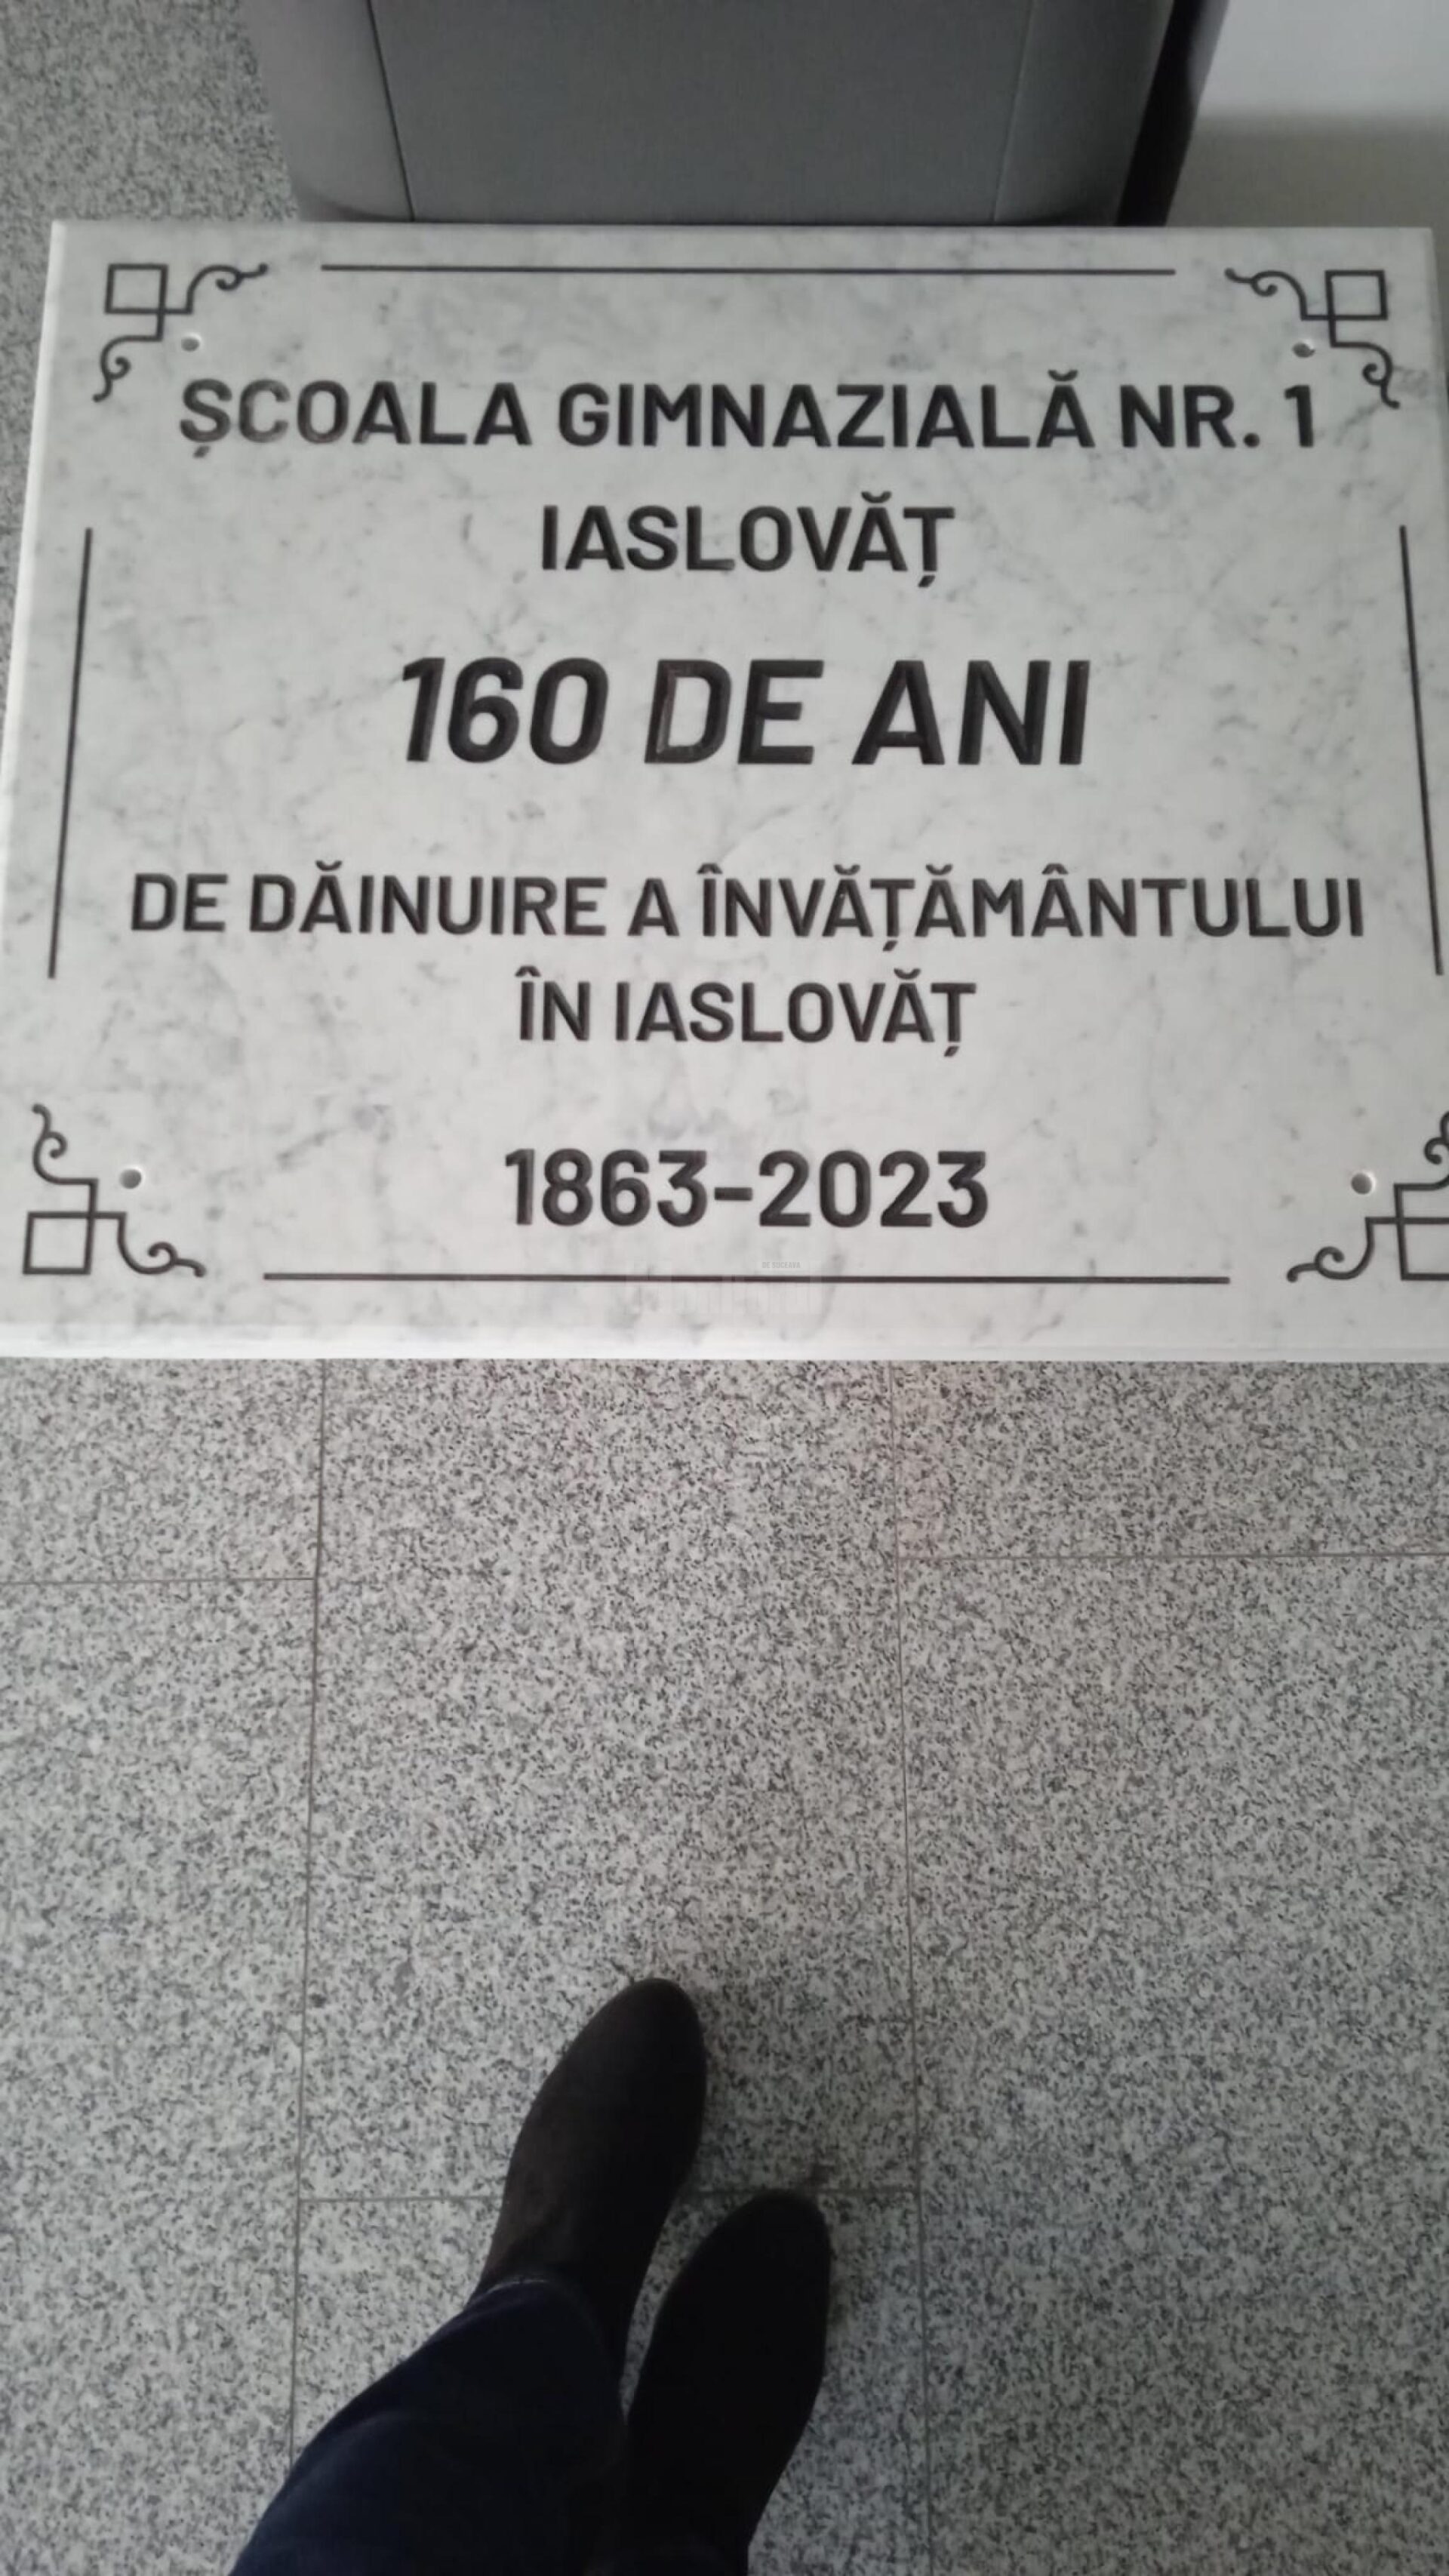 ȘCOALA GIMNAZIALĂ NR. 1
IASLOVĂȚ
160 DE ANI
DE DĂINUIRE A ÎNVĂȚĂMÂNTULUI
ÎN IASLOVĂȚ
1863-2023